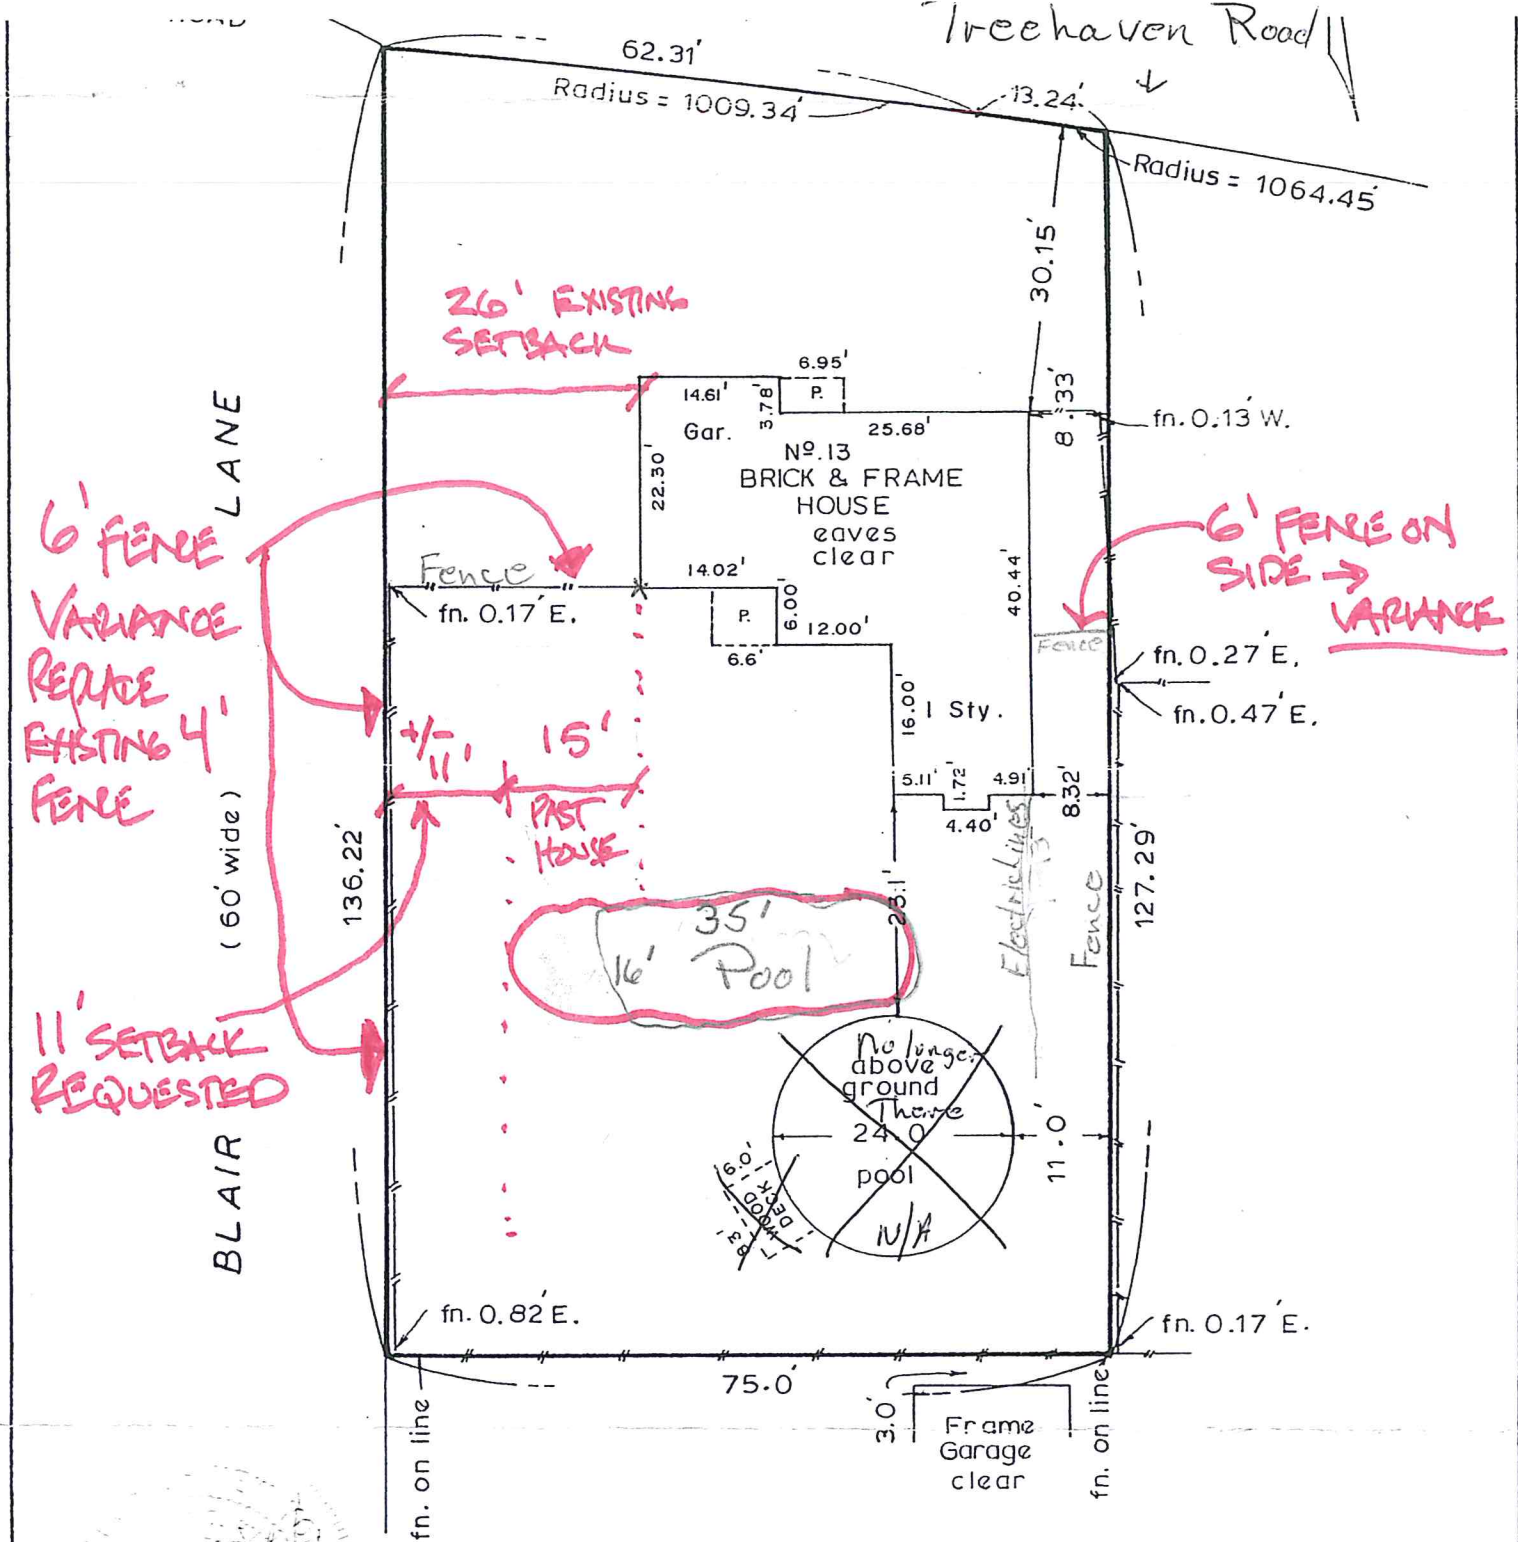 Treehaven Road
62.31'
Radius = 1009.34'
13.24'
Radius = 1064.45'
30.15'
26' EXISTING
SETBACK
6.95'
14.61'
3.78'
P.
8.33'
fn. 0.13' W.
Gar.
25.68'
22.30'
Nº.13
BRICK & FRAME
HOUSE
eaves
clear
LANE
6' FENCE
VARIANCE
REPLACE
EXISTING 4'
FENCE
6' FENCE ON
SIDE →
VARIANCE
Fence
14.02'
40.44'
fn. 0.17' E.
P.
6.00'
12.00'
6.6'
Fence
fn. 0.27' E.
fn. 0.47' E.
16.00'
1 Sty.
+/-
11'
15'
PAST
HOUSE
5.11'
1.72'
4.91'
4.40'
8.32'
(60' wide)
136.22'
127.29'
Electric Lines
Fence
23.1'
35'
16'
Pool
11' SETBACK
REQUESTED
No longer
above
ground
There
24.0
pool
N/A
11.0'
6.0'
WOOD
DECK
8.3'
BLAIR
fn. 0.82' E.
fn. 0.17' E.
75.0'
3.0'
Frame
Garage
clear
fn. on line
fn. on line